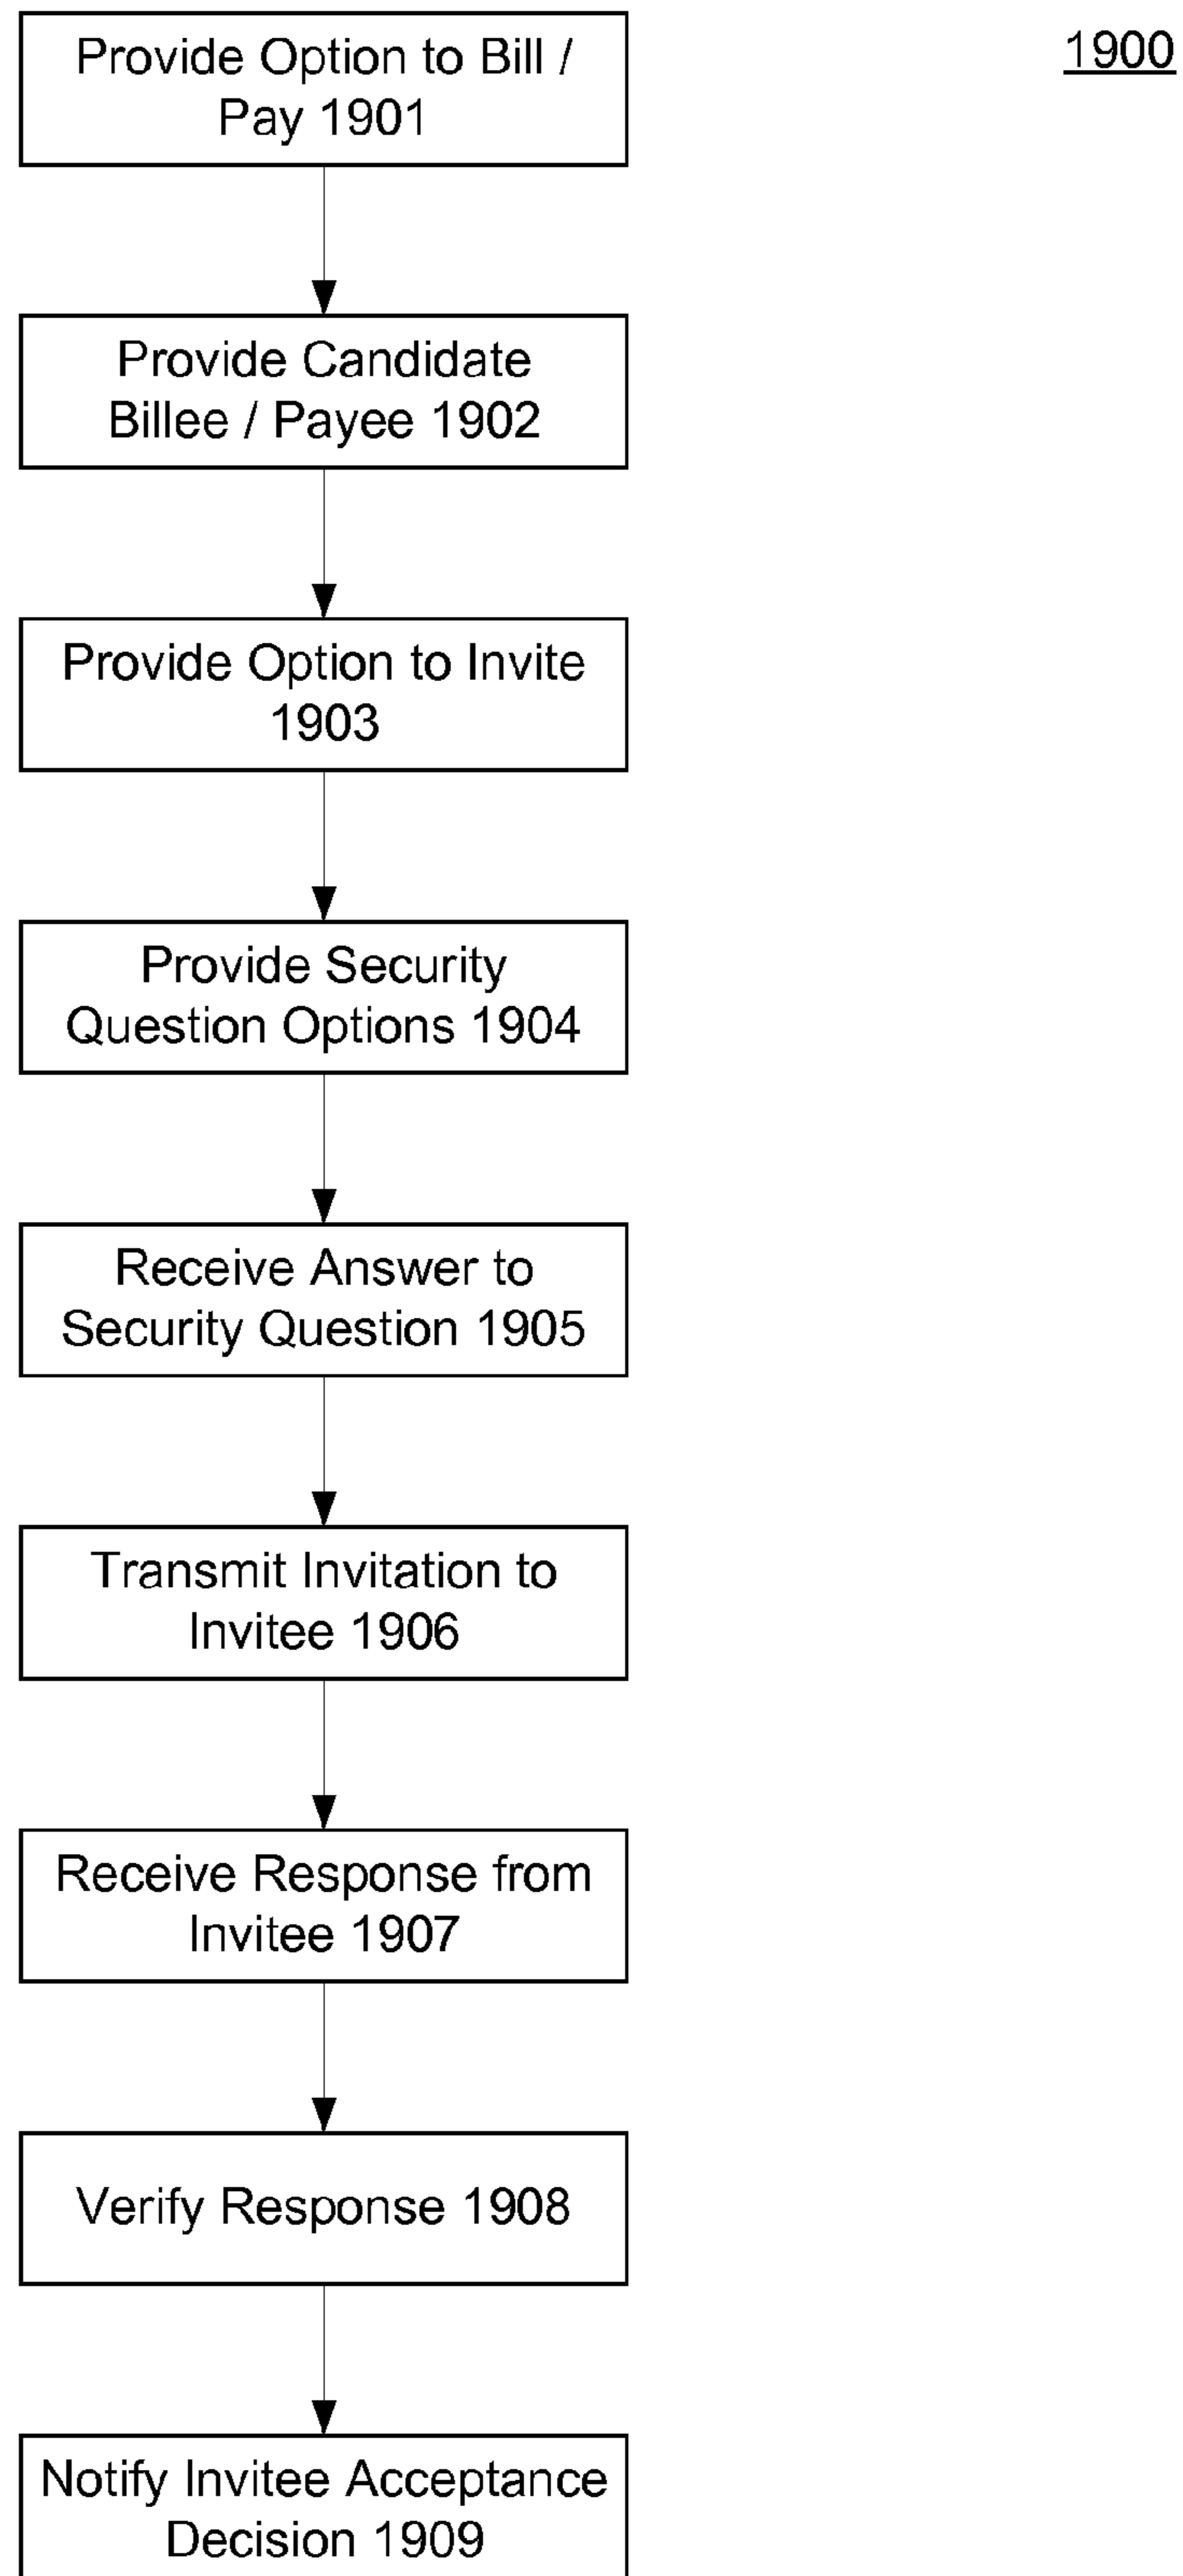 Provide Option to Bill /
Pay 1901
1900
Provide Candidate
Billee / Payee 1902
Provide Option to Invite
1903
Provide Security
Question Options 1904
Receive Answer to
Security Question 1905
Transmit Invitation to
Invitee 1906
Receive Response from
Invitee 1907
Verify Response 1908
Notify Invitee Acceptance
Decision 1909